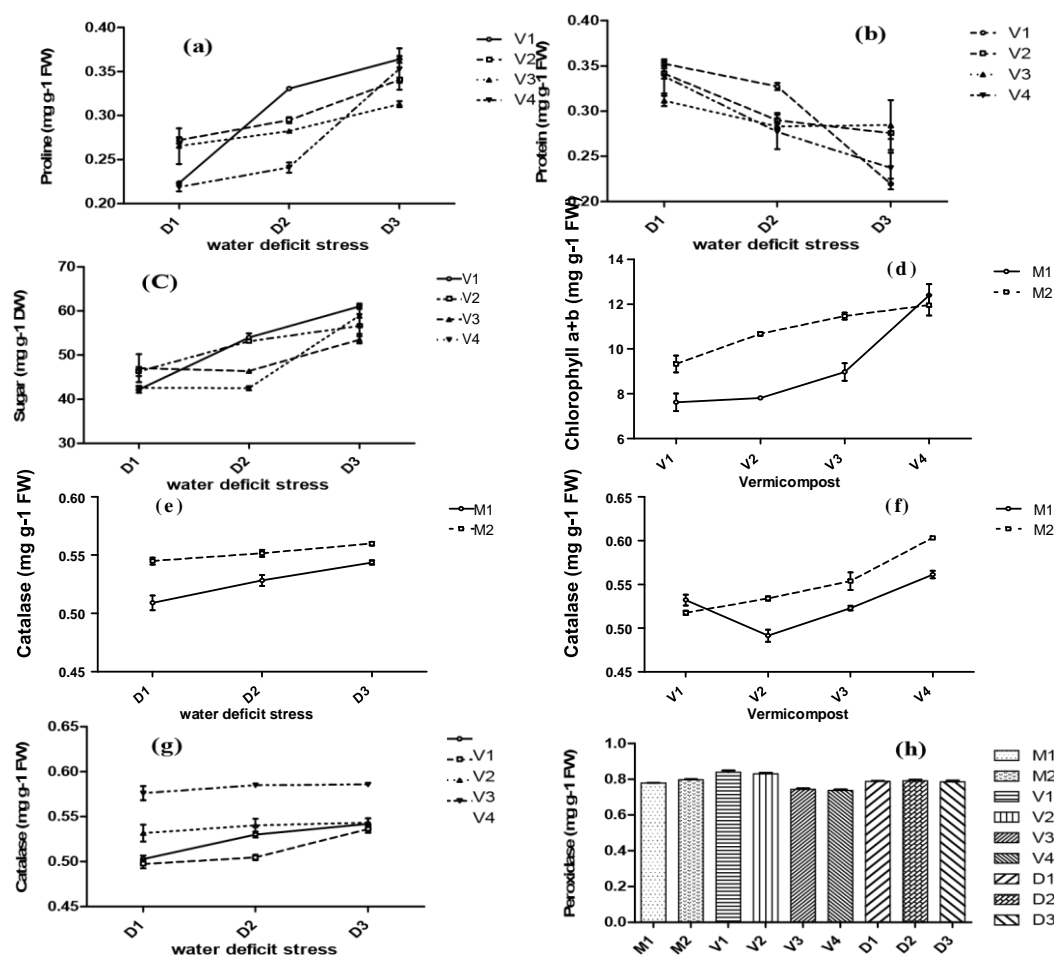 (a)
Proline (mg g-1 FW)
0.40
0.35
0.30
0.25
0.20
D1
D2
D3
water deficit stress
V1
V2
V3
V4
(b)
Protein (mg g-1 FW)
0.40
0.35
0.30
0.25
0.20
D1
D2
D3
water deficit stress
V1
V2
V3
V4
(C)
Sugar (mg g-1 DW)
70
60
50
40
30
D1
D2
D3
water deficit stress
V1
V2
V3
V4
(d)
Chlorophyll a+b (mg g-1 FW)
14
12
10
8
6
V1
V2
V3
V4
Vermicompost
M1
M2
(e)
Catalase (mg g-1 FW)
0.60
0.55
0.50
0.45
D1
D2
D3
water deficit stress
M1
M2
(f)
Catalase (mg g-1 FW)
0.65
0.60
0.55
0.50
0.45
V1
V2
V3
V4
Vermicompost
M1
M2
(g)
Catalase (mg g-1 FW)
0.65
0.60
0.55
0.50
0.45
D1
D2
D3
water deficit stress
V1
V2
V3
V4
(h)
Peroxidase (mg g-1 FW)
1.0
0.8
0.6
0.4
0.2
0.0
M1
M2
V1
V2
V3
V4
D1
D2
D3
M1
M2
V1
V2
V3
V4
D1
D2
D3